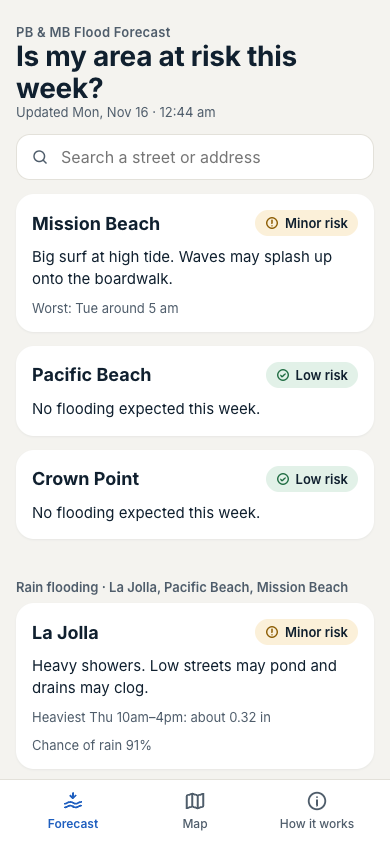 PB & MB Flood Forecast
Is my area at risk this
week?
Updated Mon, Nov 16 · 12:44 am
Search a street or address
Mission Beach
Minor risk
Big surf at high tide. Waves may splash up
onto the boardwalk.
Worst: Tue around 5 am
Pacific Beach
Low risk
No flooding expected this week.
Crown Point
Low risk
No flooding expected this week.
Rain flooding · La Jolla, Pacific Beach, Mission Beach
La Jolla
Minor risk
Heavy showers. Low streets may pond and
drains may clog.
Heaviest Thu 10am–4pm: about 0.32 in
Chance of rain 91%
Forecast
Map
How it works